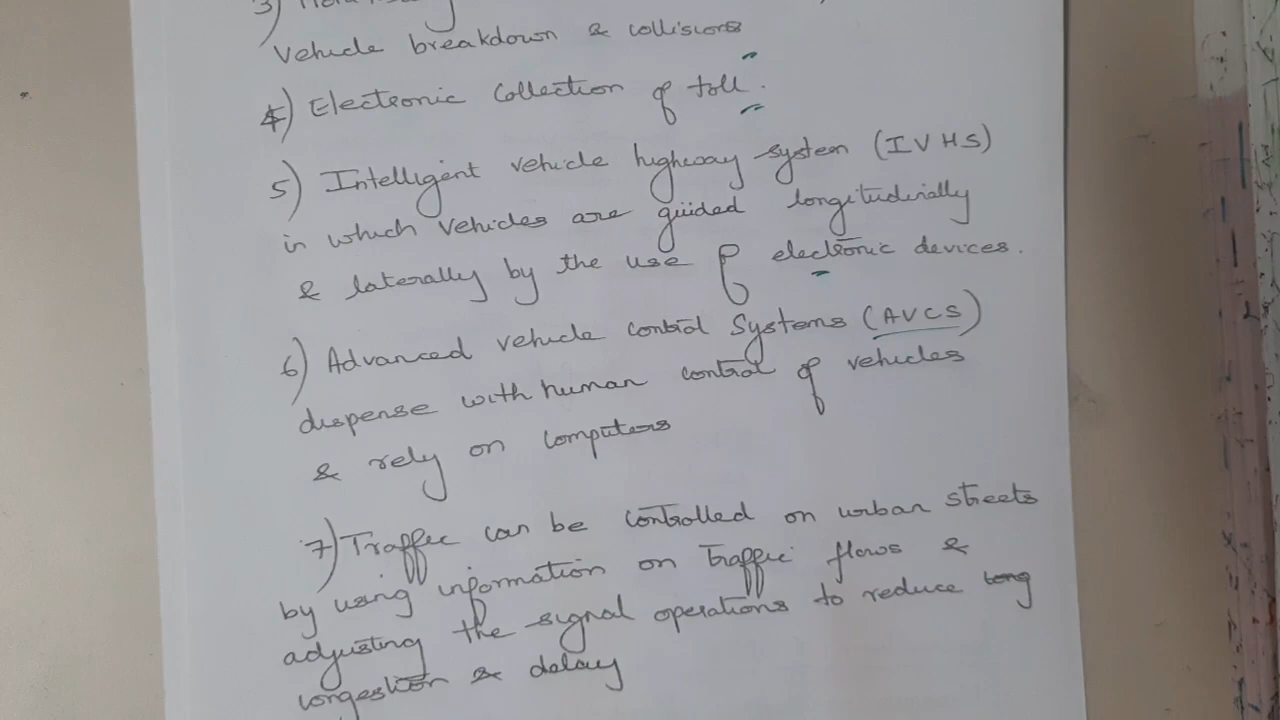 3)
Vehicle breakdown & collisions
4) Electronic Collection of toll.
5) Intelligent vehicle highway system (IVHS)
in which vehicles are guided longitudinally
& laterally by the use of electronic devices.
6) Advanced vehicle control Systems (AVCS)
dispense with human control of vehicles
& rely on computers
7) Traffic can be controlled on urban streets
by using information on traffic flows &
adjusting the signal operations to reduce
congestion & delay